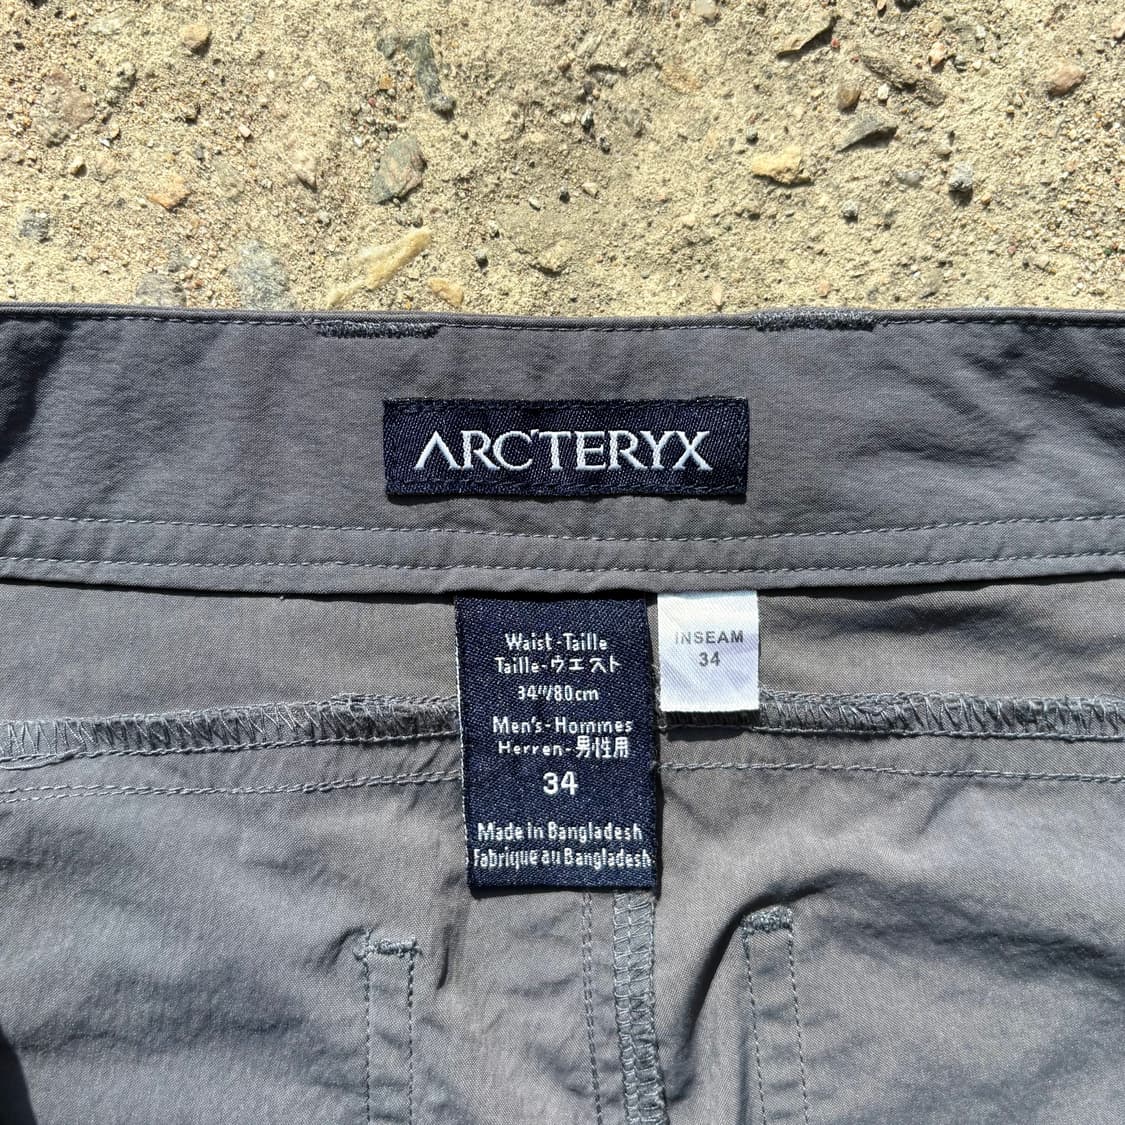 ARC'TERYX
Waist-Taille
Taille-ウエスト
34"/80cm
Men's-Hommes
Herren-男性用
34
Made in Bangladesh
Fabriqué au Bangladesh
INSEAM
34